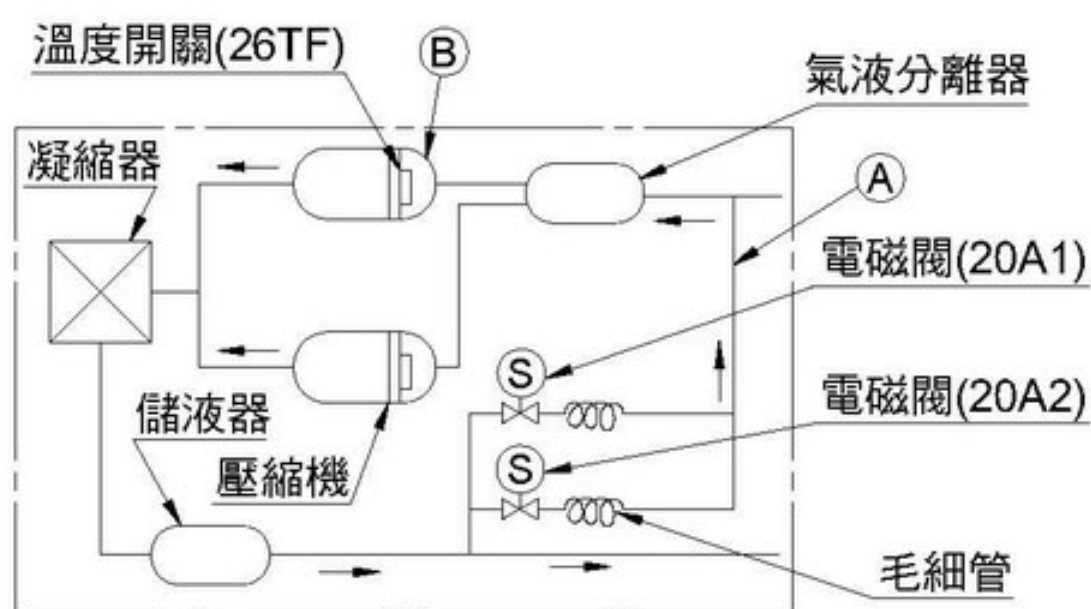 溫度開關(26TF)
B
氣液分離器
凝縮器
A
電磁閥(20A1)
S
電磁閥(20A2)
儲液器
S
壓縮機
毛細管